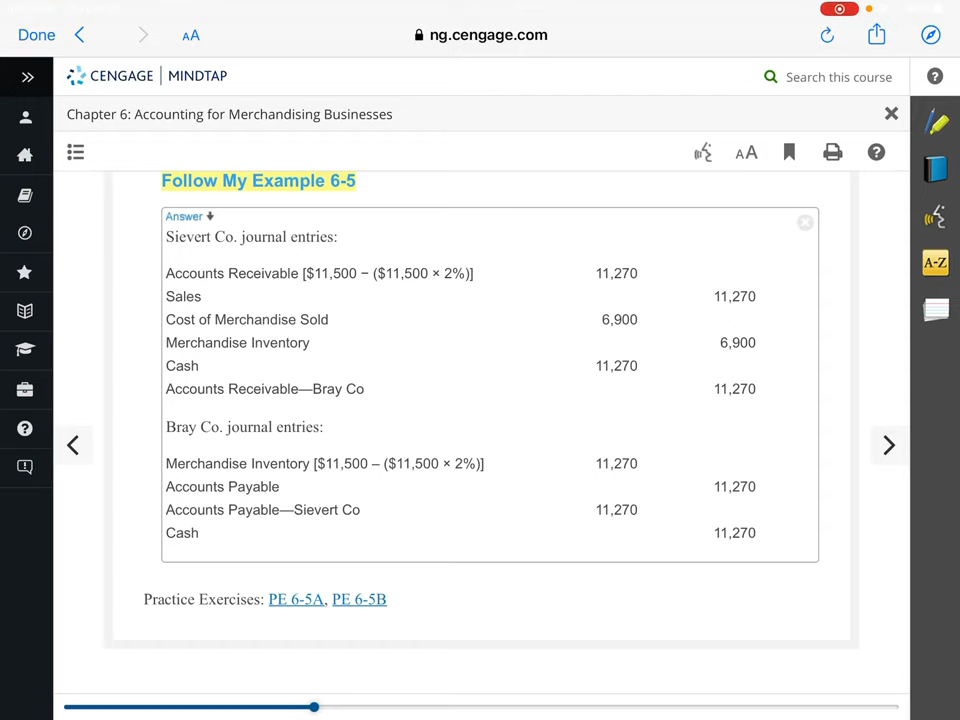 Done AA ng.cengage.com
CENGAGE | MINDTAP Search this course ?
Chapter 6: Accounting for Merchandising Businesses
AA ?
Follow My Example 6-5
Answer
Sievert Co. journal entries:
Accounts Receivable [$11,500 − ($11,500 × 2%)] 11,270
Sales 11,270
Cost of Merchandise Sold 6,900
Merchandise Inventory 6,900
Cash 11,270
Accounts Receivable—Bray Co 11,270
Bray Co. journal entries:
Merchandise Inventory [$11,500 – ($11,500 × 2%)] 11,270
Accounts Payable 11,270
Accounts Payable—Sievert Co 11,270
Cash 11,270
Practice Exercises: PE 6-5A, PE 6-5B
A-Z